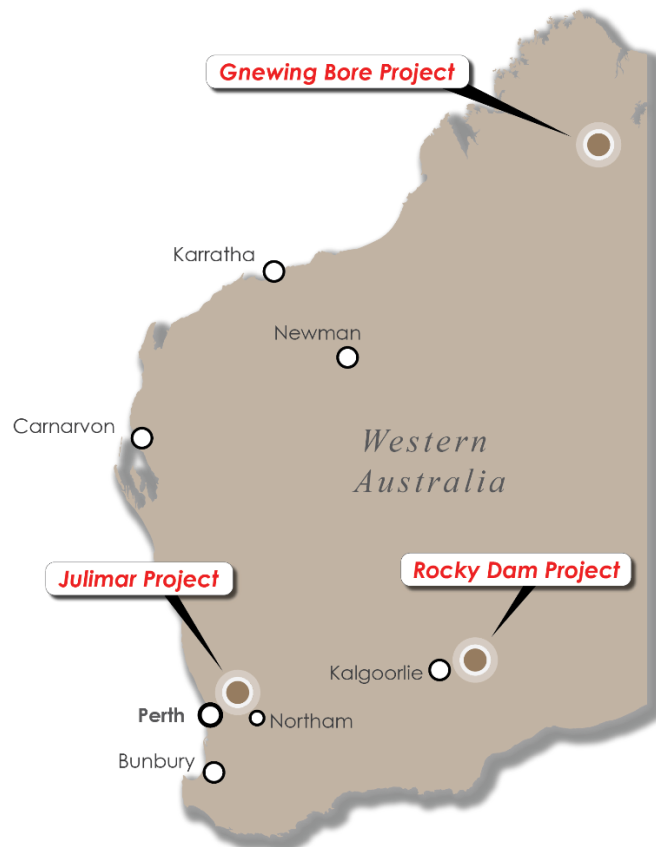 Gnewing Bore Project
Karratha
Newman
Carnarvon
Western
Australia
Julimar Project
Rocky Dam Project
Kalgoorlie
Perth
Northam
Bunbury